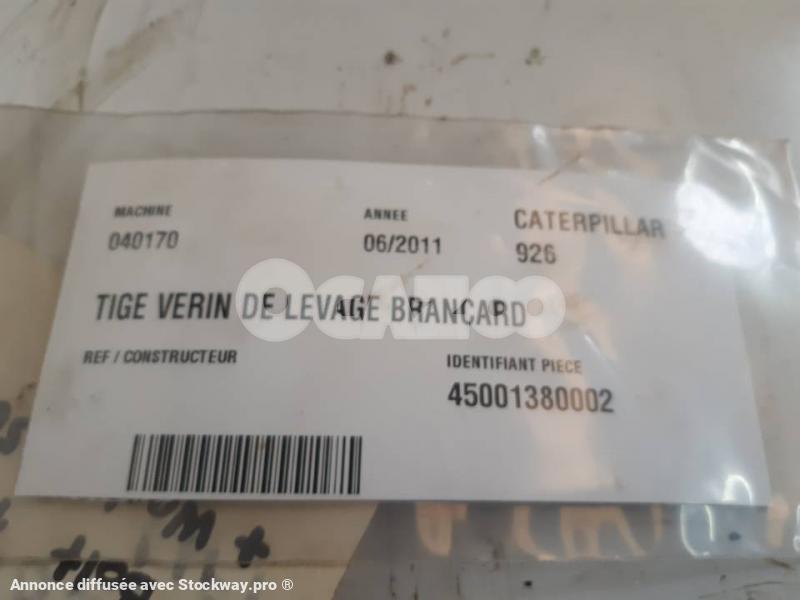 MACHINE ANNEE CATERPILLAR
040170 06/2011 926
TIGE VERIN DE LEVAGE BRANCARD
OCAZOO
REF / CONSTRUCTEUR IDENTIFIANT PIECE
45001380002
Annonce diffusée avec Stockway.pro ®